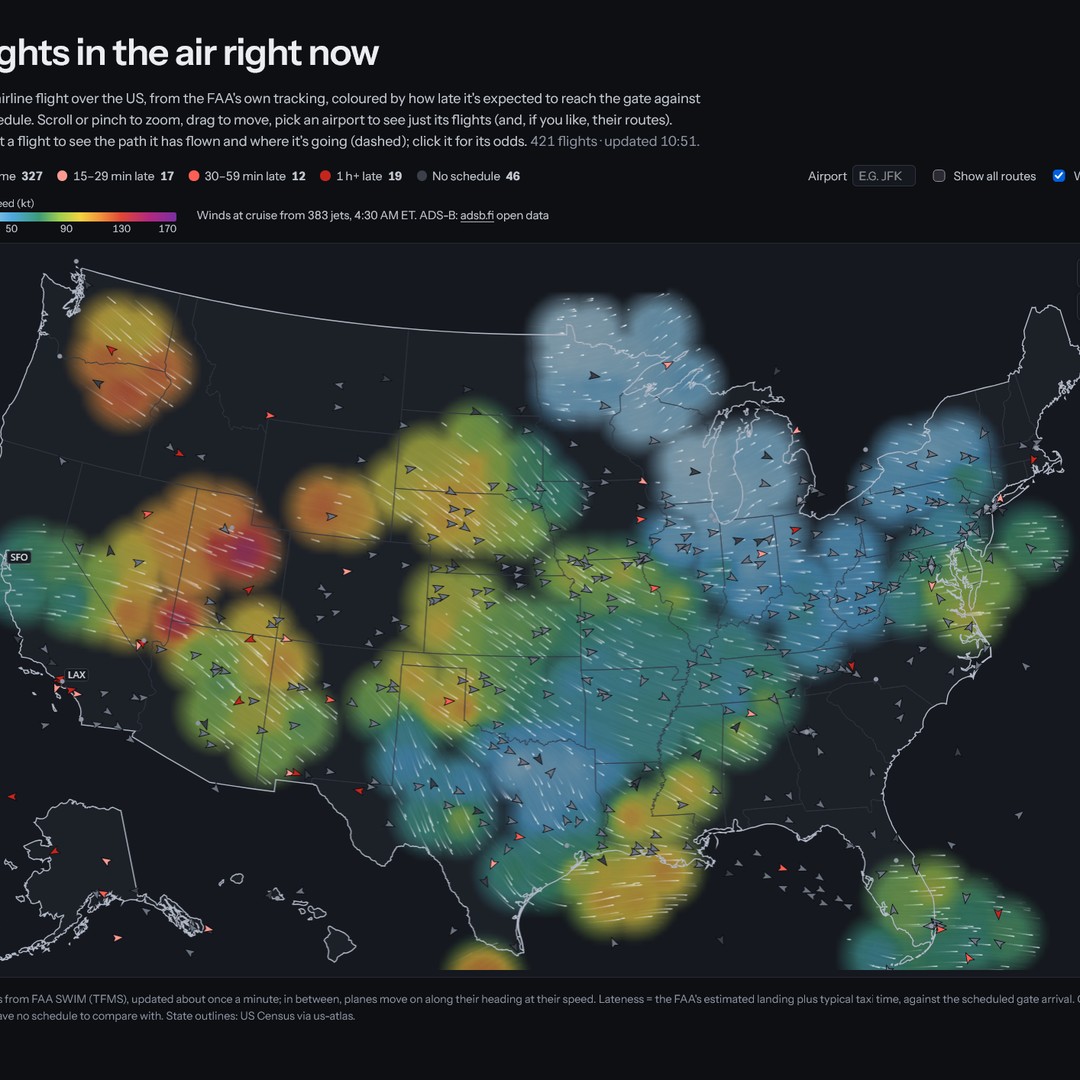 ghts in the air right now
airline flight over the US, from the FAA's own tracking, coloured by how late it's expected to reach the gate against
edule. Scroll or pinch to zoom, drag to move, pick an airport to see just its flights (and, if you like, their routes).
t a flight to see the path it has flown and where it's going (dashed); click it for its odds. 421 flights · updated 10:51.
me 327 15–29 min late 17 30–59 min late 12 1 h+ late 19 No schedule 46 Airport E.G. JFK Show all routes W
eed (kt)
50 90 130 170
Winds at cruise from 383 jets, 4:30 AM ET. ADS-B: adsb.fi open data
SFO
LAX
s from FAA SWIM (TFMS), updated about once a minute; in between, planes move on along their heading at their speed. Lateness = the FAA's estimated landing plus typical taxi time, against the scheduled gate arrival.
ave no schedule to compare with. State outlines: US Census via us-atlas.